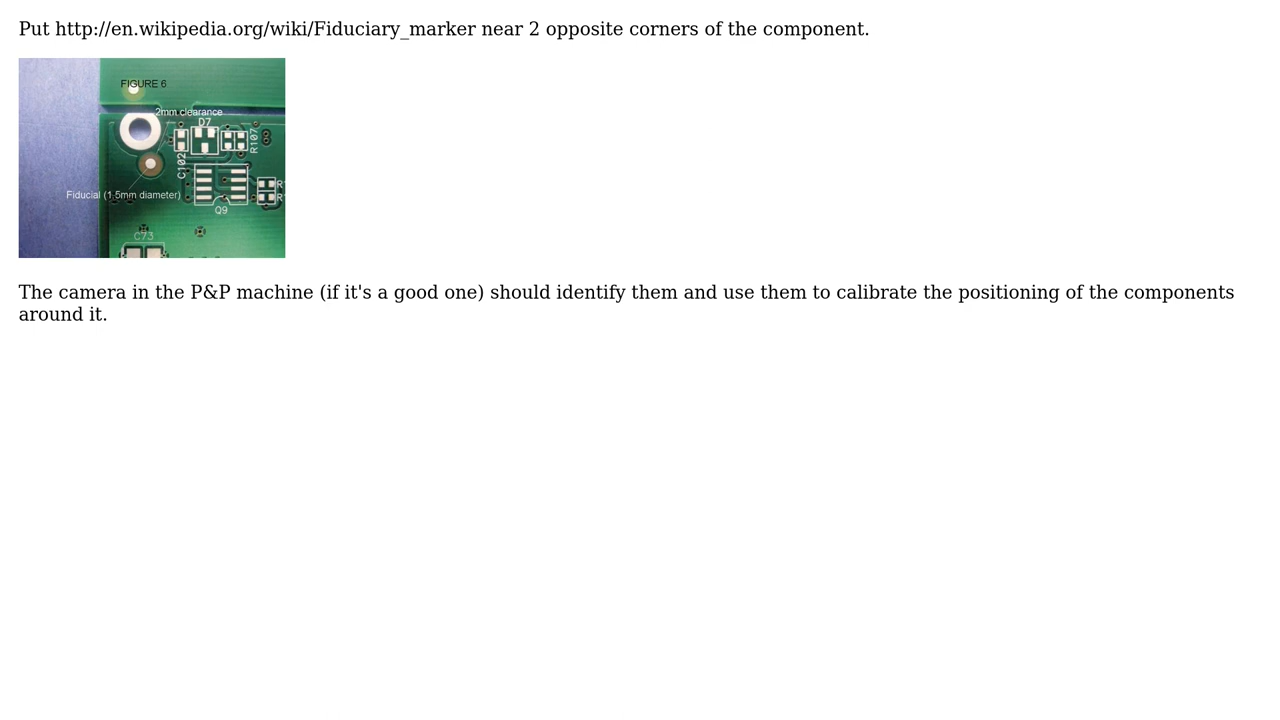 Put http://en.wikipedia.org/wiki/Fiduciary_marker near 2 opposite corners of the component.
FIGURE 6
2mm clearance
D7
R107
C102
Fiducial (1.5mm diameter)
R
R
Q9
C73
The camera in the P&P machine (if it's a good one) should identify them and use them to calibrate the positioning of the components
around it.